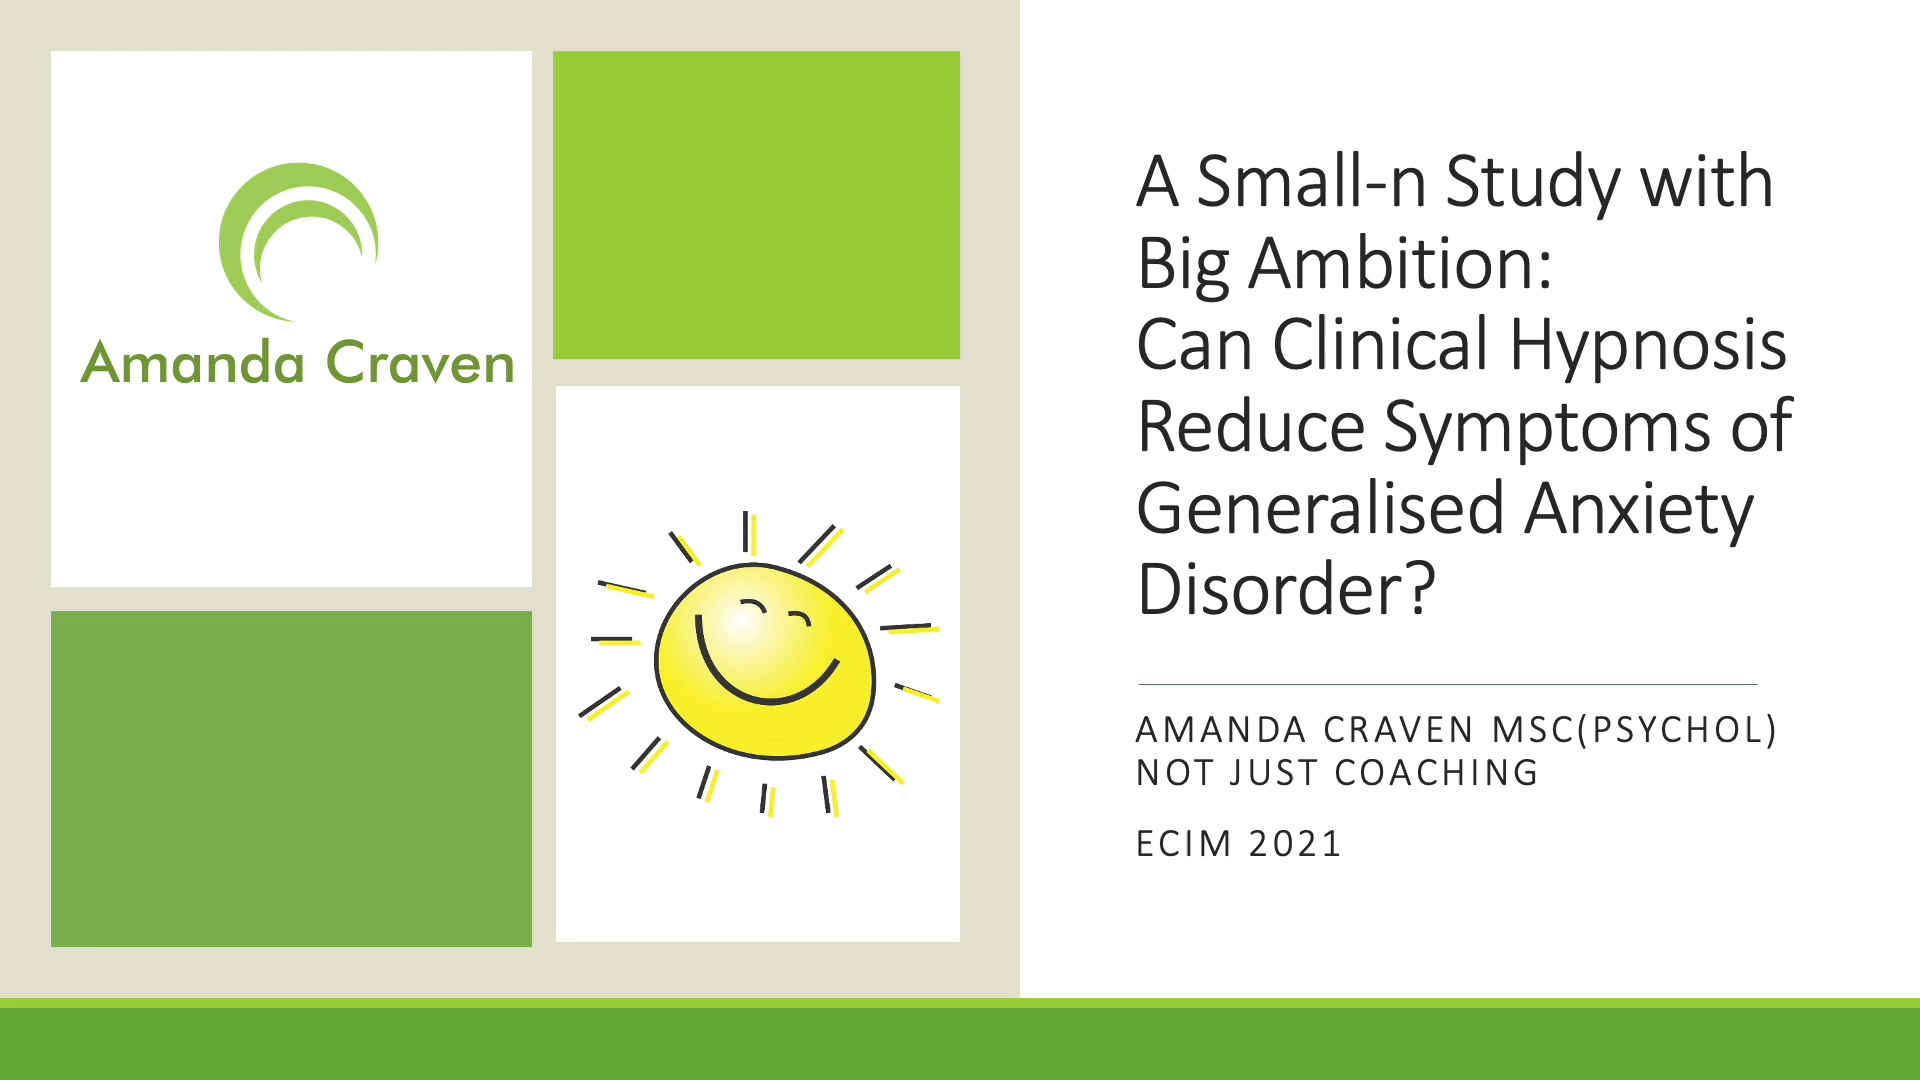 Amanda Craven
A Small-n Study with
Big Ambition:
Can Clinical Hypnosis
Reduce Symptoms of
Generalised Anxiety
Disorder?
AMANDA CRAVEN MSC(PSYCHOL)
NOT JUST COACHING
ECIM 2021